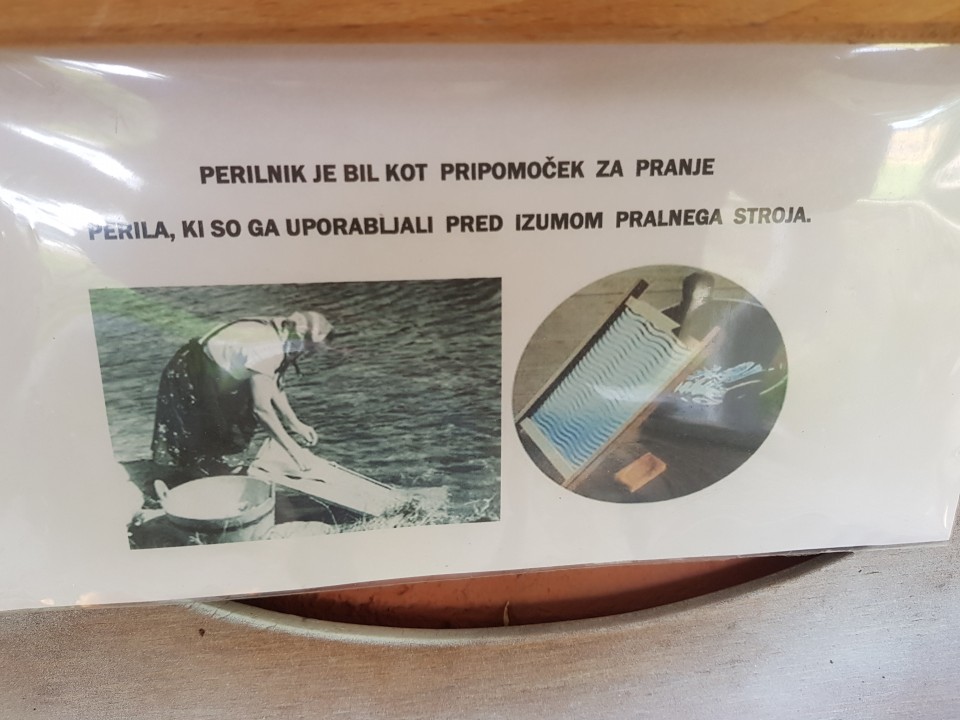 PERILNIK JE BIL KOT PRIPOMOČEK ZA PRANJE
PERILA, KI SO GA UPORABLJALI PRED IZUMOM PRALNEGA STROJA.